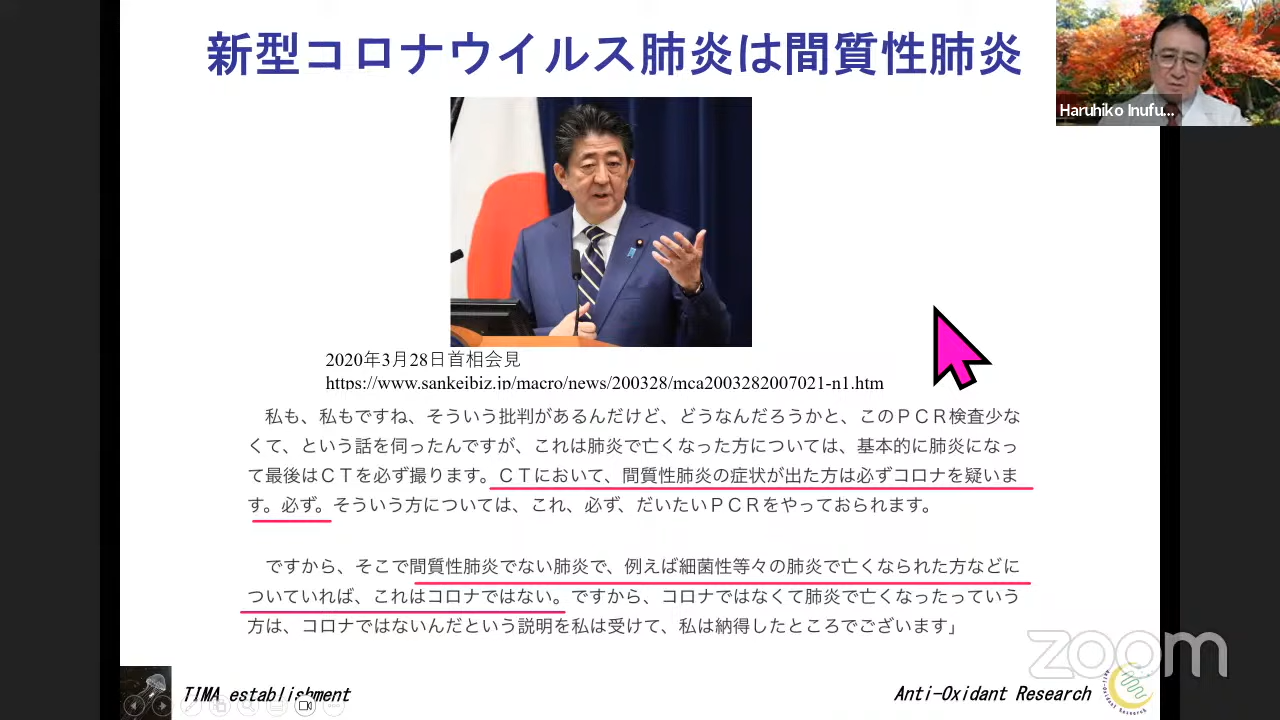 新型コロナウイルス肺炎は間質性肺炎
Haruhiko Inufu...
2020年3月28日首相会見
https://www.sankeibiz.jp/macro/news/200328/mca2003282007021-n1.htm
私も、私もですね、そういう批判があるんだけど、どうなんだろうかと、このＰＣＲ検査少な
くて、という話を伺ったんですが、これは肺炎で亡くなった方については、基本的に肺炎になっ
て最後はＣＴを必ず撮ります。ＣＴにおいて、間質性肺炎の症状が出た方は必ずコロナを疑いま
す。必ず。そういう方については、これ、必ず、だいたいＰＣＲをやっておられます。
ですから、そこで間質性肺炎でない肺炎で、例えば細菌性等々の肺炎で亡くなられた方などに
ついていれば、これはコロナではない。ですから、コロナではなくて肺炎で亡くなったっていう
方は、コロナではないんだという説明を私は受けて、私は納得したところでございます」
zoom
TIMA establishment
Anti-Oxidant Research